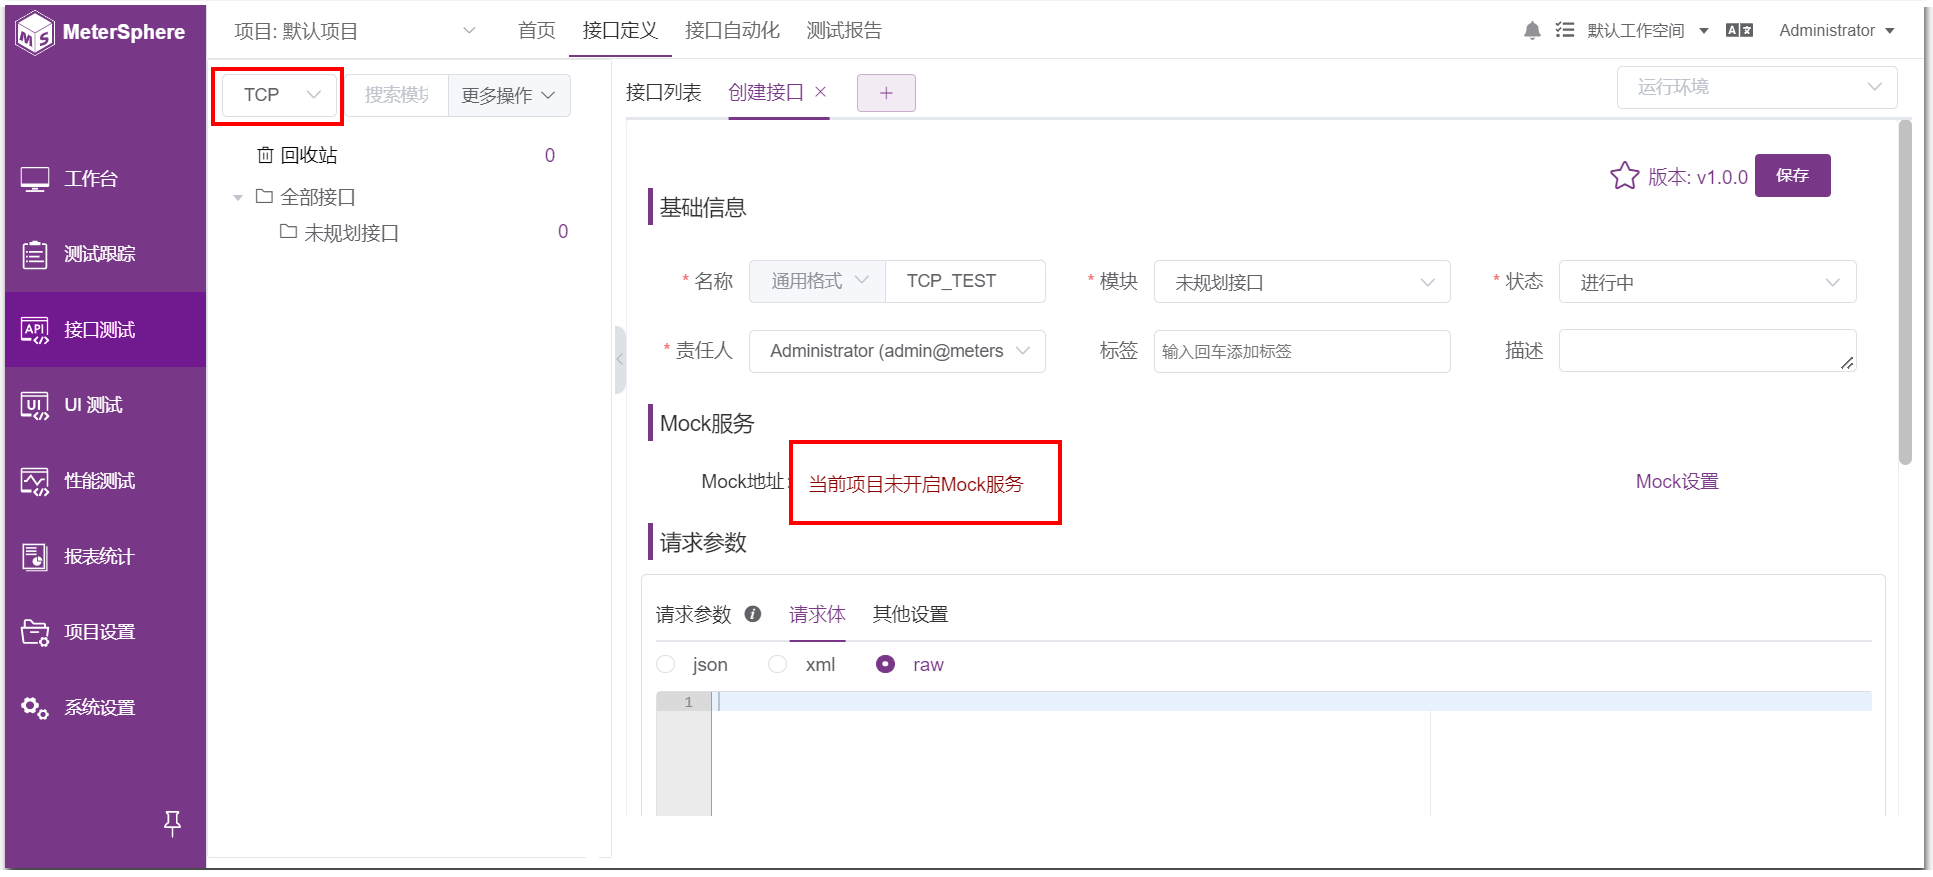 MeterSphere
项目: 默认项目
首页
接口定义
接口自动化
测试报告
默认工作空间
Administrator
TCP
搜索模块
更多操作
回收站
0
全部接口
未规划接口
0
工作台
测试跟踪
API
接口测试
UI
UI 测试
性能测试
报表统计
项目设置
系统设置
接口列表
创建接口 ×
+
运行环境
版本: v1.0.0
保存
基础信息
* 名称
通用格式
TCP_TEST
* 模块
未规划接口
* 状态
进行中
* 责任人
Administrator (admin@meters
标签
输入回车添加标签
描述
Mock服务
Mock地址:
当前项目未开启Mock服务
Mock设置
请求参数
请求参数
请求体
其他设置
json
xml
raw
1